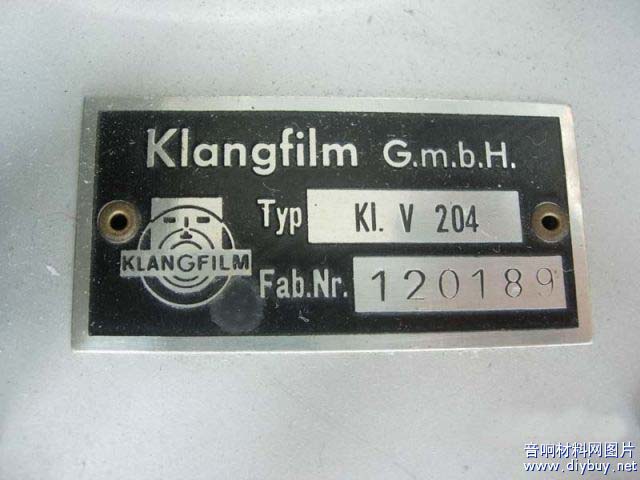 Klangfilm G.m.b.H.
Typ Kl. V 204
KLANGFILM
Fab.Nr. 120189
音响材料网图片
www.diybuy.net